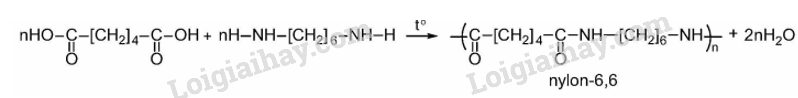 nHO–C–[CH₂]₄–C–OH + nH–NH–[CH₂]₆–NH–H t° → (C–[CH₂]₄–C–NH–[CH₂]₆–NH)n + 2nH₂O
O O O O
nylon-6,6
Loigiaihay.com Loigiaihay.com